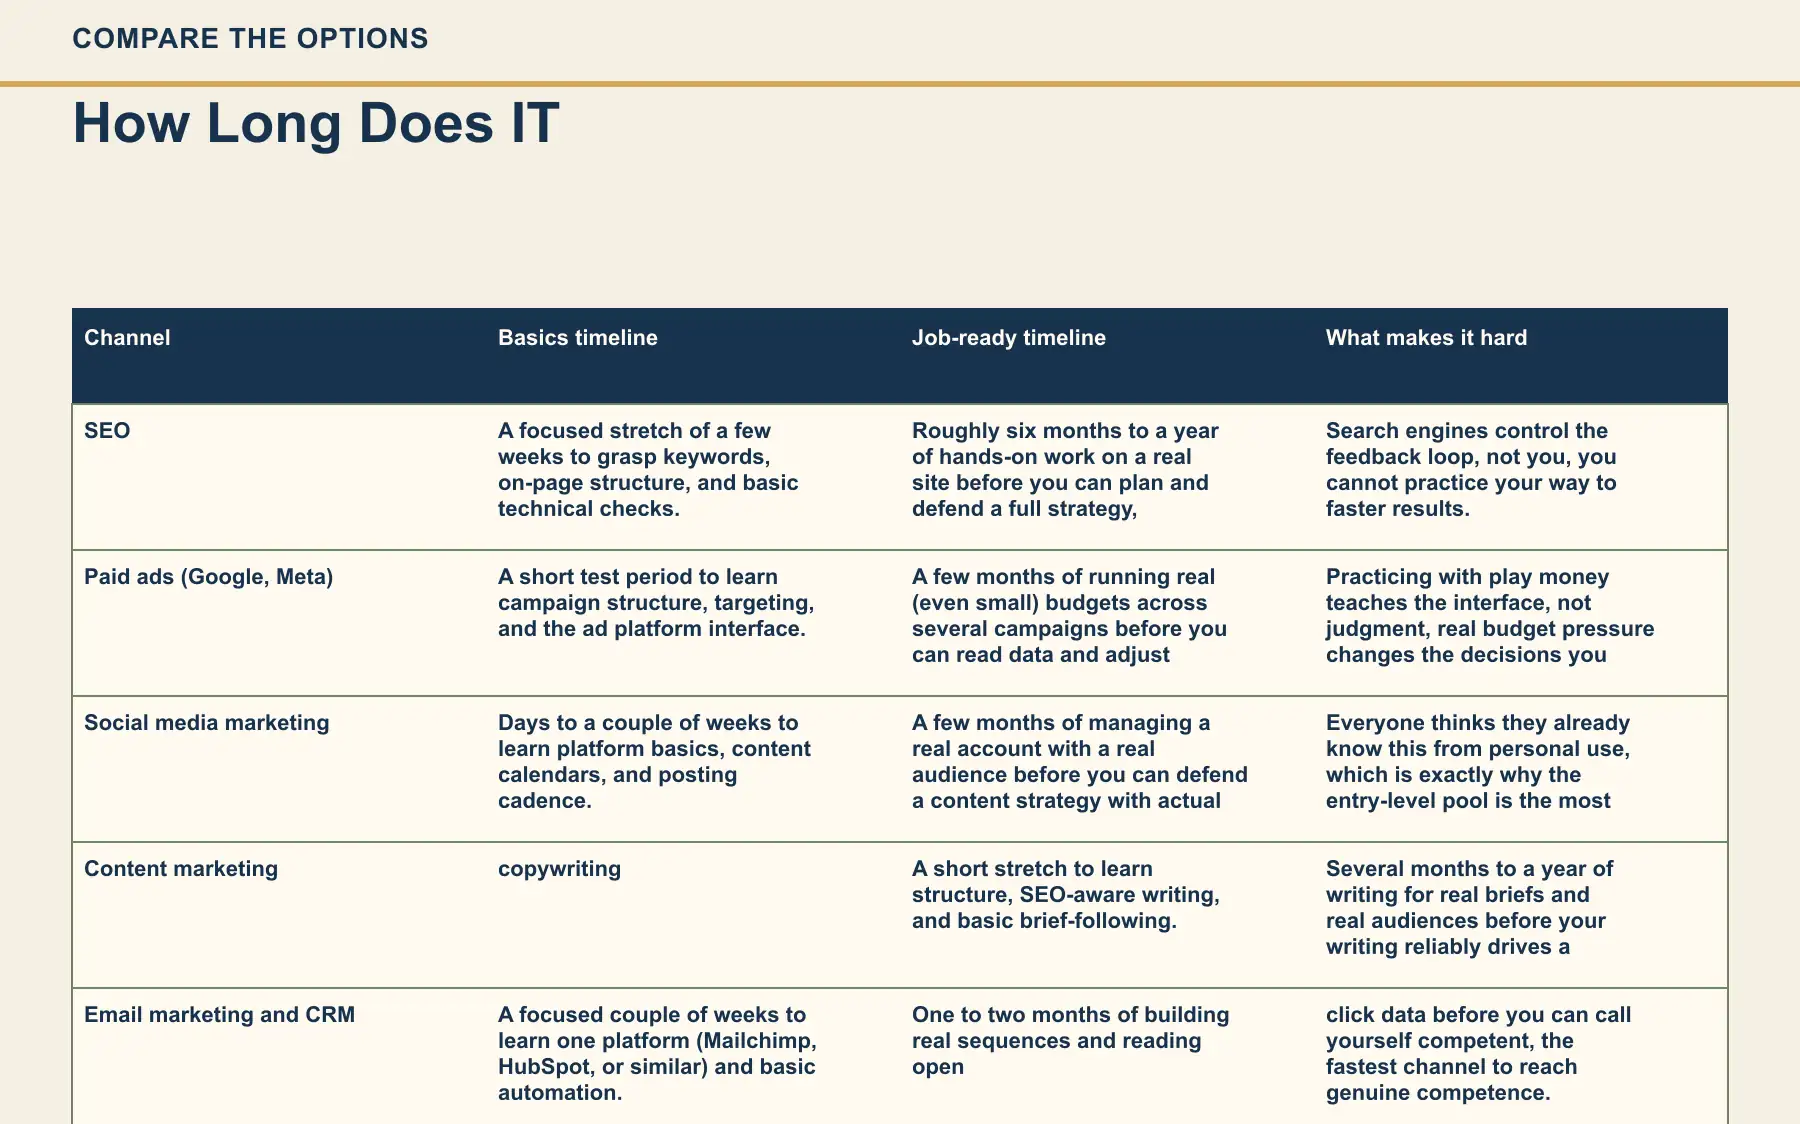 COMPARE THE OPTIONS
How Long Does IT
Channel
Basics timeline
Job-ready timeline
What makes it hard
SEO
A focused stretch of a few
weeks to grasp keywords,
on-page structure, and basic
technical checks.
Roughly six months to a year
of hands-on work on a real
site before you can plan and
defend a full strategy,
Search engines control the
feedback loop, not you, you
cannot practice your way to
faster results.
Paid ads (Google, Meta)
A short test period to learn
campaign structure, targeting,
and the ad platform interface.
A few months of running real
(even small) budgets across
several campaigns before you
can read data and adjust
Practicing with play money
teaches the interface, not
judgment, real budget pressure
changes the decisions you
Social media marketing
Days to a couple of weeks to
learn platform basics, content
calendars, and posting
cadence.
A few months of managing a
real account with a real
audience before you can defend
a content strategy with actual
Everyone thinks they already
know this from personal use,
which is exactly why the
entry-level pool is the most
Content marketing
copywriting
A short stretch to learn
structure, SEO-aware writing,
and basic brief-following.
Several months to a year of
writing for real briefs and
real audiences before your
writing reliably drives a
Email marketing and CRM
A focused couple of weeks to
learn one platform (Mailchimp,
HubSpot, or similar) and basic
automation.
One to two months of building
real sequences and reading
open
click data before you can call
yourself competent, the
fastest channel to reach
genuine competence.